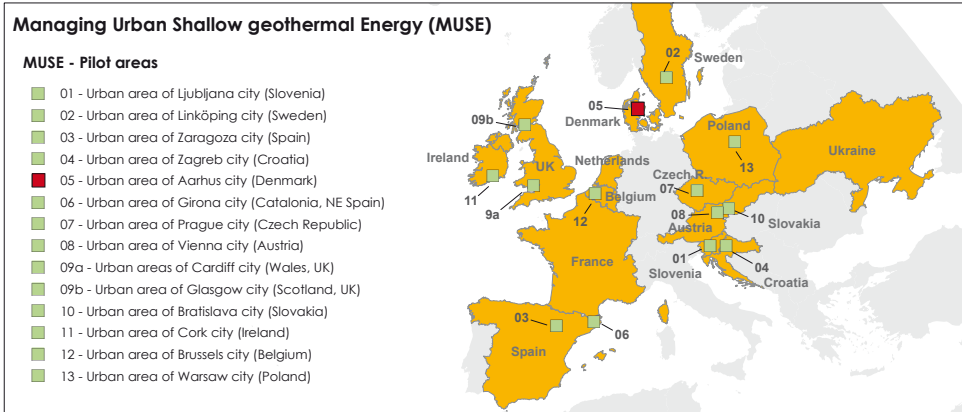 Managing Urban Shallow geothermal Energy (MUSE)
MUSE - Pilot areas
01 - Urban area of Ljubljana city (Slovenia)
02 - Urban area of Linköping city (Sweden)
03 - Urban area of Zaragoza city (Spain)
04 - Urban area of Zagreb city (Croatia)
05 - Urban area of Aarhus city (Denmark)
06 - Urban area of Girona city (Catalonia, NE Spain)
07 - Urban area of Prague city (Czech Republic)
08 - Urban area of Vienna city (Austria)
09a - Urban areas of Cardiff city (Wales, UK)
09b - Urban area of Glasgow city (Scotland, UK)
10 - Urban area of Bratislava city (Slovakia)
11 - Urban area of Cork city (Ireland)
12 - Urban area of Brussels city (Belgium)
13 - Urban area of Warsaw city (Poland)
02
Sweden
05
Denmark
09b
Poland
Ireland
UK
Netherlands
13
Ukraine
Czech R.
07
11
9a
Belgium
12
08
10
Slovakia
Austria
France
01
04
Slovenia
Croatia
03
06
Spain